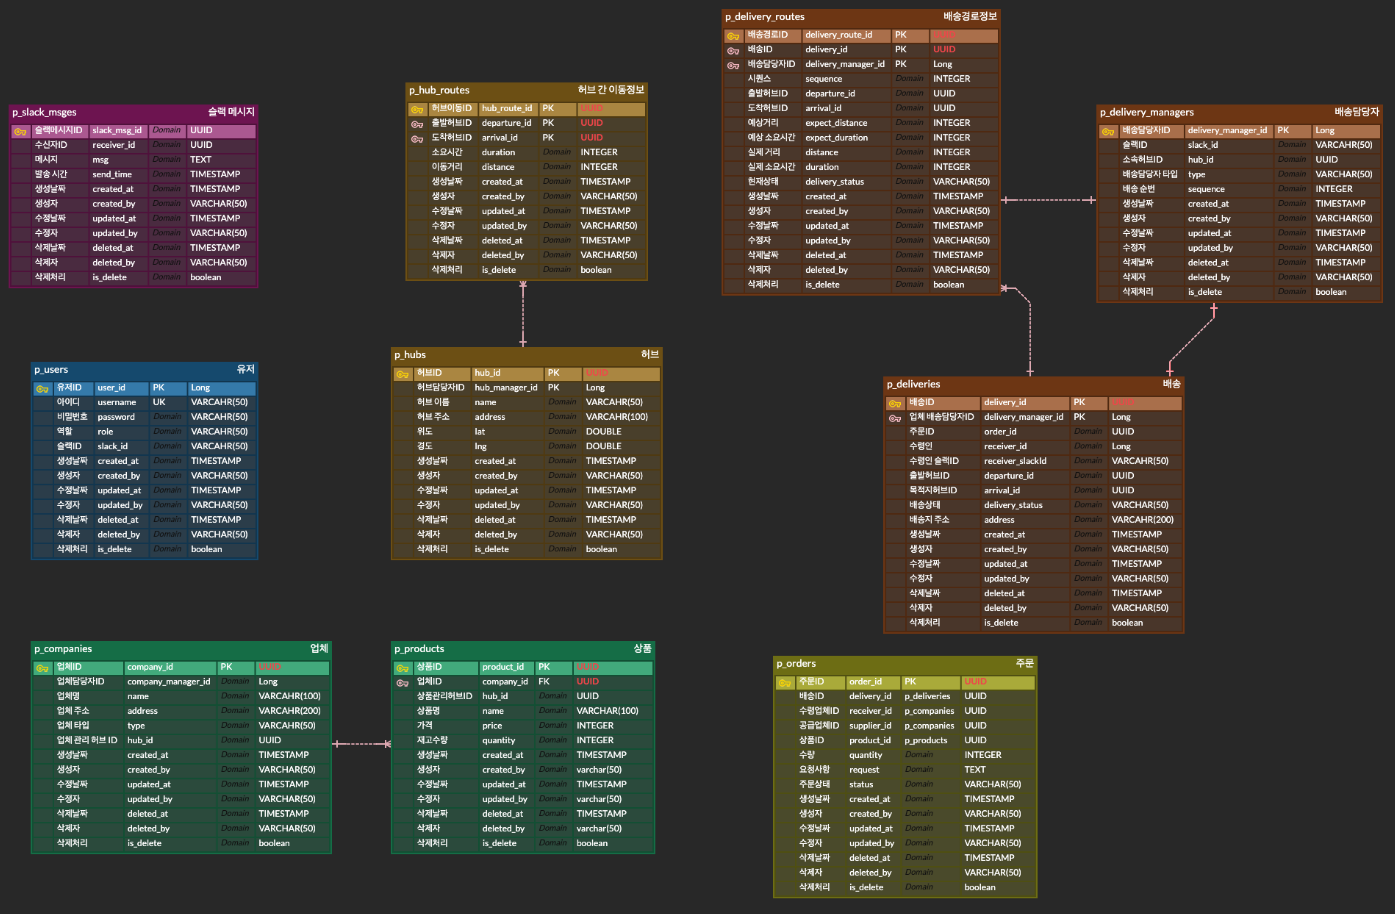 p_slack_msges 슬랙 메시지
슬랙메시지ID slack_msg_id Domain UUID
수신자ID receiver_id Domain UUID
메시지 msg Domain TEXT
발송 시간 send_time Domain TIMESTAMP
생성날짜 created_at Domain TIMESTAMP
생성자 created_by Domain VARCHAR(50)
수정날짜 updated_at Domain TIMESTAMP
수정자 updated_by Domain VARCHAR(50)
삭제날짜 deleted_at Domain TIMESTAMP
삭제자 deleted_by Domain VARCHAR(50)
삭제처리 is_delete Domain boolean
p_hub_routes 허브 간 이동정보
허브이동ID hub_route_id PK UUID
출발허브ID departure_id PK UUID
도착허브ID arrival_id PK UUID
소요시간 duration Domain INTEGER
이동거리 distance Domain INTEGER
생성날짜 created_at Domain TIMESTAMP
생성자 created_by Domain VARCHAR(50)
수정날짜 updated_at Domain TIMESTAMP
수정자 updated_by Domain VARCHAR(50)
삭제날짜 deleted_at Domain TIMESTAMP
삭제자 deleted_by Domain VARCHAR(50)
삭제처리 is_delete Domain boolean
p_delivery_routes 배송경로정보
배송경로ID delivery_route_id PK
배송ID delivery_id PK UUID
배송담당자ID delivery_manager_id PK Long
시퀀스 sequence Domain INTEGER
출발허브ID departure_id Domain UUID
도착허브ID arrival_id Domain UUID
예상거리 expect_distance Domain INTEGER
예상 소요시간 expect_duration Domain INTEGER
실제 거리 distance Domain INTEGER
실제 소요시간 duration Domain INTEGER
현재상태 delivery_status Domain VARCHAR(50)
생성날짜 created_at Domain TIMESTAMP
생성자 created_by Domain VARCHAR(50)
수정날짜 updated_at Domain TIMESTAMP
수정자 updated_by Domain VARCHAR(50)
삭제날짜 deleted_at Domain TIMESTAMP
삭제자 deleted_by Domain VARCHAR(50)
삭제처리 is_delete Domain boolean
p_delivery_managers 배송담당자
배송담당자ID delivery_manager_id PK Long
슬랙ID slack_id Domain VARCAHR(50)
소속허브ID hub_id Domain UUID
배송담당자 타입 type Domain VARCAHR(50)
배송 순번 sequence Domain INTEGER
생성날짜 created_at Domain TIMESTAMP
생성자 created_by Domain VARCHAR(50)
수정날짜 updated_at Domain TIMESTAMP
수정자 updated_by Domain VARCHAR(50)
삭제날짜 deleted_at Domain TIMESTAMP
삭제자 deleted_by Domain VARCHAR(50)
삭제처리 is_delete Domain boolean
p_users 유저
유저ID user_id PK Long
아이디 username UK VARCAHR(50)
비밀번호 password Domain VARCAHR(50)
역할 role Domain VARCAHR(50)
슬랙ID slack_id Domain VARCAHR(50)
생성날짜 created_at Domain TIMESTAMP
생성자 created_by Domain VARCHAR(50)
수정날짜 updated_at Domain TIMESTAMP
수정자 updated_by Domain VARCHAR(50)
삭제날짜 deleted_at Domain TIMESTAMP
삭제자 deleted_by Domain VARCHAR(50)
삭제처리 is_delete Domain boolean
p_hubs 허브
허브ID hub_id PK UUID
허브담당자ID hub_manager_id PK Long
허브 이름 name Domain VARCAHR(50)
허브 주소 address Domain VARCAHR(100)
위도 lat Domain DOUBLE
경도 lng Domain DOUBLE
생성날짜 created_at Domain TIMESTAMP
생성자 created_by Domain VARCHAR(50)
수정날짜 updated_at Domain TIMESTAMP
수정자 updated_by Domain VARCHAR(50)
삭제날짜 deleted_at Domain TIMESTAMP
삭제자 deleted_by Domain VARCHAR(50)
삭제처리 is_delete Domain boolean
p_deliveries 배송
배송ID delivery_id PK
업체 배송담당자ID delivery_manager_id PK Long
주문ID order_id Domain UUID
수령인 receiver_id Domain Long
수령인 슬랙ID receiver_slackId Domain VARCAHR(50)
출발허브ID departure_id Domain UUID
목적지허브ID arrival_id Domain UUID
배송상태 delivery_status Domain VARCHAR(50)
배송지 주소 address Domain VARCAHR(200)
생성날짜 created_at Domain TIMESTAMP
생성자 created_by Domain VARCHAR(50)
수정날짜 updated_at Domain TIMESTAMP
수정자 updated_by Domain VARCHAR(50)
삭제날짜 deleted_at Domain TIMESTAMP
삭제자 deleted_by Domain VARCHAR(50)
삭제처리 is_delete Domain boolean
p_companies 업체
업체ID company_id PK UUID
업체담당자ID company_manager_id Domain Long
업체명 name Domain VARCAHR(100)
업체 주소 address Domain VARCAHR(200)
업체 타입 type Domain VARCAHR(50)
업체 관리 허브 ID hub_id Domain UUID
생성날짜 created_at Domain TIMESTAMP
생성자 created_by Domain VARCHAR(50)
수정날짜 updated_at Domain TIMESTAMP
수정자 updated_by Domain VARCHAR(50)
삭제날짜 deleted_at Domain TIMESTAMP
삭제자 deleted_by Domain VARCHAR(50)
삭제처리 is_delete Domain boolean
p_products 상품
상품ID product_id PK UUID
업체ID company_id FK UUID
상품관리허브ID hub_id Domain UUID
상품명 name Domain VARCHAR(100)
가격 price Domain INTEGER
재고수량 quantity Domain INTEGER
생성날짜 created_at Domain TIMESTAMP
생성자 created_by Domain varchar(50)
수정날짜 updated_at Domain TIMESTAMP
수정자 updated_by Domain varchar(50)
삭제날짜 deleted_at Domain TIMESTAMP
삭제자 deleted_by Domain varchar(50)
삭제처리 is_delete Domain boolean
p_orders 주문
주문ID order_id PK UUID
배송ID delivery_id p_deliveries UUID
수령업체ID receiver_id p_companies UUID
공급업체ID supplier_id p_companies UUID
상품ID product_id p_products UUID
수량 quantity Domain INTEGER
요청사항 request Domain TEXT
주문상태 status Domain VARCHAR(50)
생성날짜 created_at Domain TIMESTAMP
생성자 created_by Domain VARCHAR(50)
수정날짜 updated_at Domain TIMESTAMP
수정자 updated_by Domain VARCHAR(50)
삭제날짜 deleted_at Domain TIMESTAMP
삭제자 deleted_by Domain VARCHAR(50)
삭제처리 is_delete Domain boolean